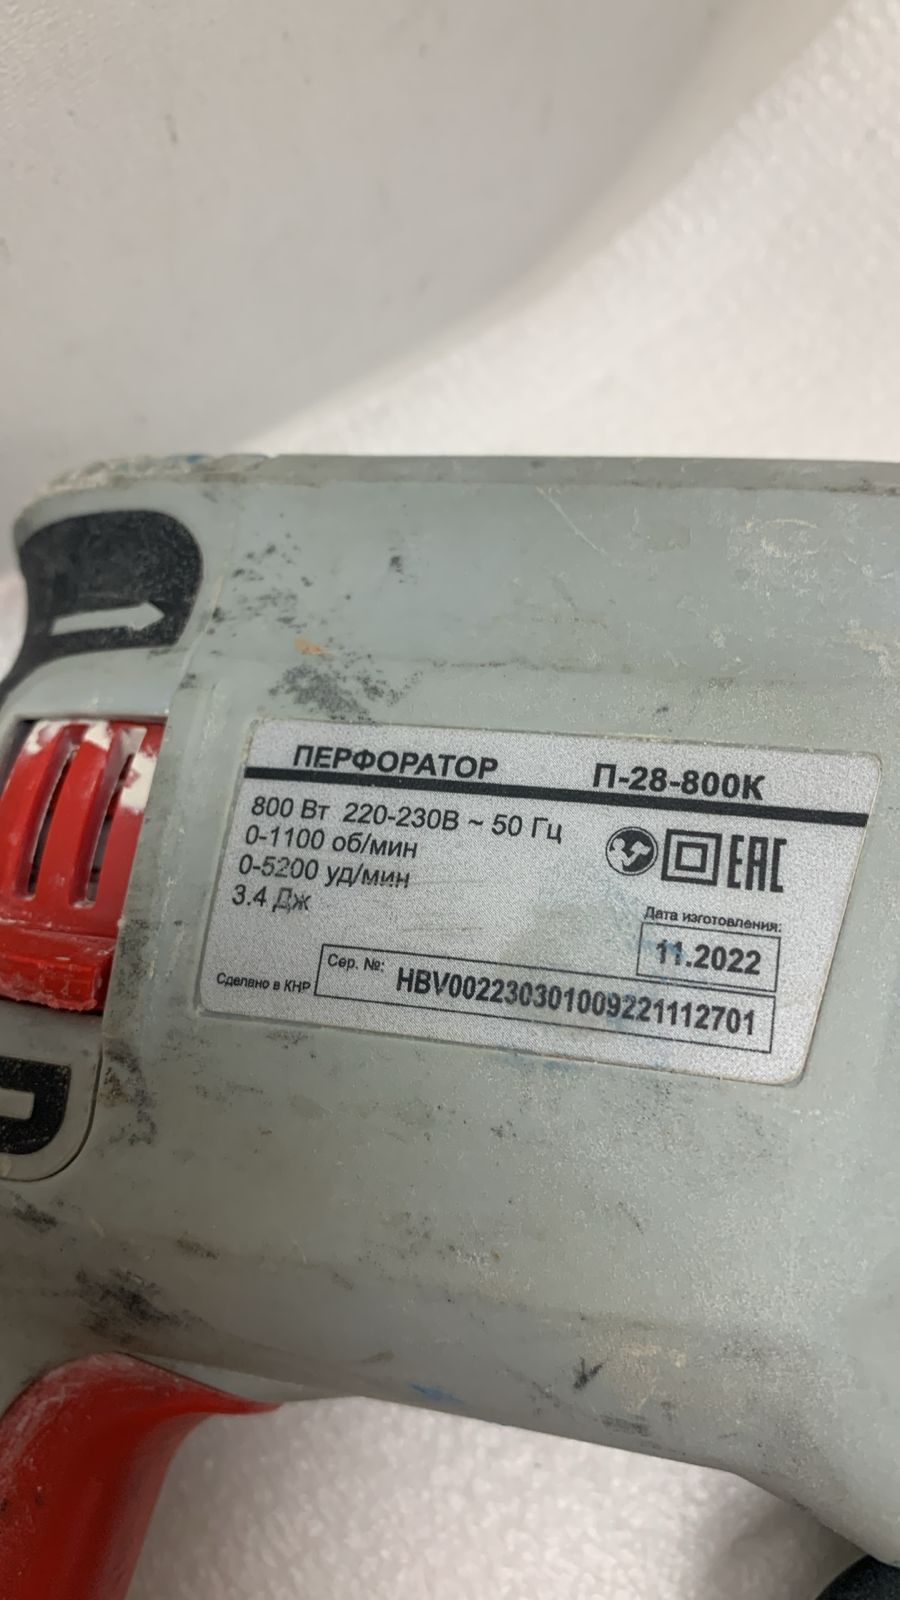 ПЕРФОРАТОР П-28-800К
800 Вт 220-230В ~ 50 Гц
0-1100 об/мин
0-5200 уд/мин
3.4 Дж
EAC
Дата изготовления:
11.2022
Сделано в КНР
Сер. №: HBV002230301009221112701